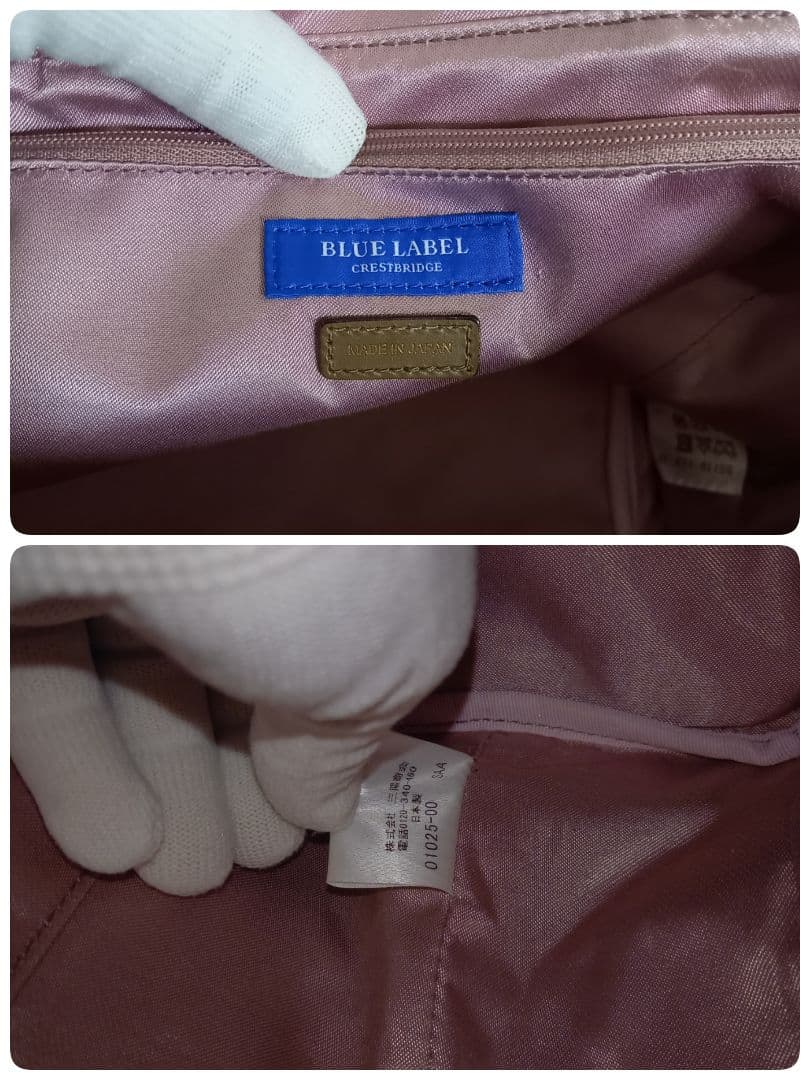 BLUE LABEL
CRESTBRIDGE
MADE IN JAPAN
株式会社 三陽商会
電話0120-340-460
日本製
01025-00
SAA